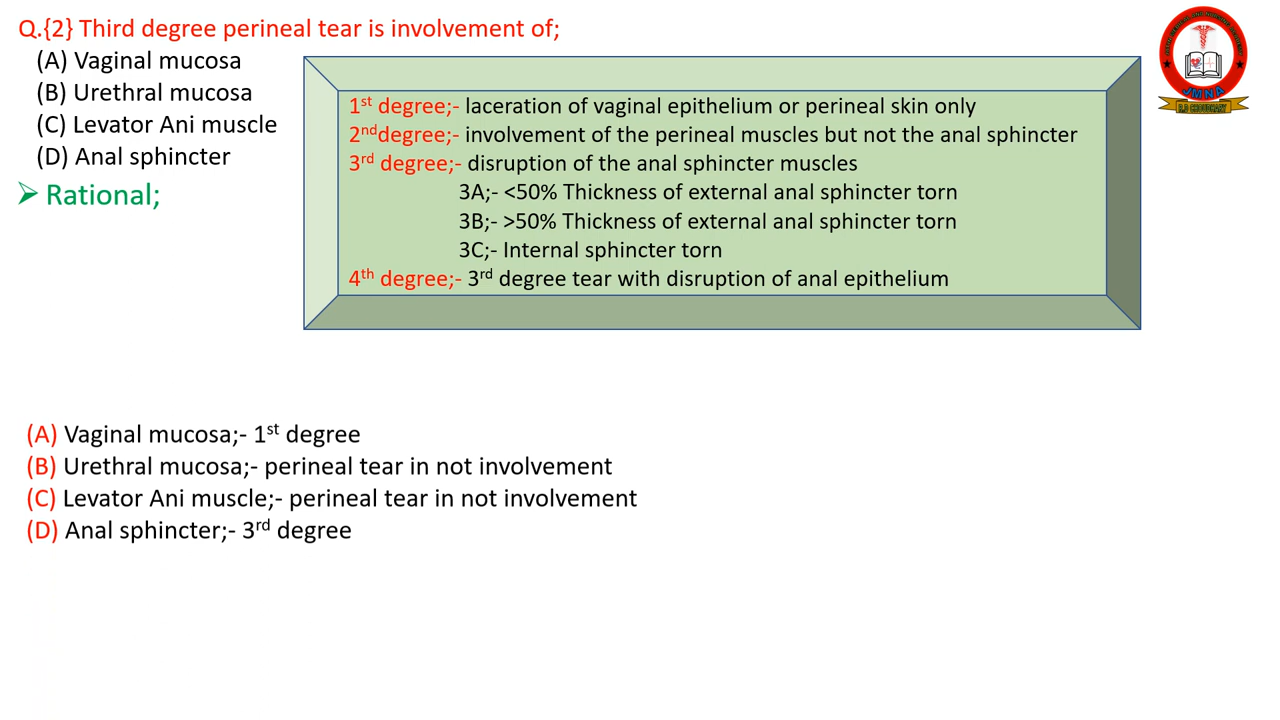 Q.{2} Third degree perineal tear is involvement of;
(A) Vaginal mucosa
(B) Urethral mucosa
(C) Levator Ani muscle
(D) Anal sphincter
Rational;
1st degree;- laceration of vaginal epithelium or perineal skin only
2nddegree;- involvement of the perineal muscles but not the anal sphincter
3rd degree;- disruption of the anal sphincter muscles
3A;- <50% Thickness of external anal sphincter torn
3B;- >50% Thickness of external anal sphincter torn
3C;- Internal sphincter torn
4th degree;- 3rd degree tear with disruption of anal epithelium
(A) Vaginal mucosa;- 1st degree
(B) Urethral mucosa;- perineal tear in not involvement
(C) Levator Ani muscle;- perineal tear in not involvement
(D) Anal sphincter;- 3rd degree
JMNA
R.D CHOUDHARY